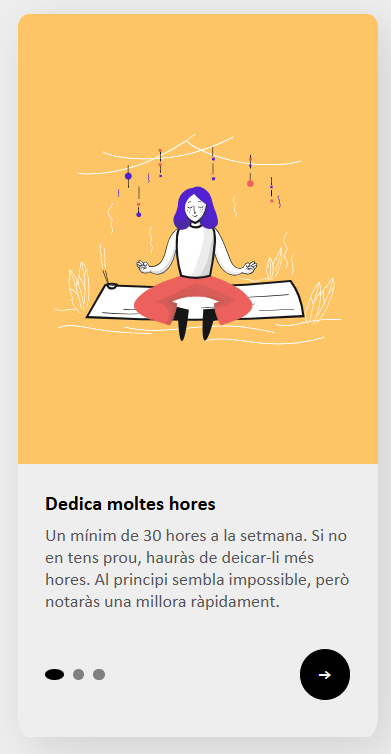 Dedica moltes hores
Un mínim de 30 hores a la setmana. Si no
en tens prou, hauràs de deicar-li més
hores. Al principi sembla impossible, però
notaràs una millora ràpidament.